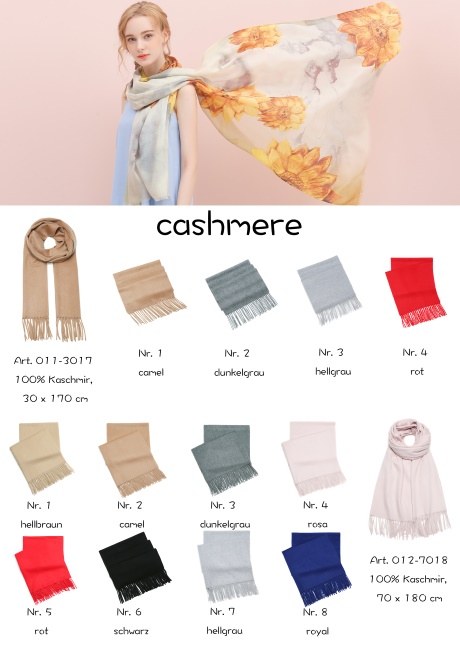 cashmere
Art. 011-3017
100% Kaschmir,
30 x 170 cm
Nr. 1
camel
Nr. 2
dunkelgrau
Nr. 3
hellgrau
Nr. 4
rot
Nr. 1
hellbraun
Nr. 2
camel
Nr. 3
dunkelgrau
Nr. 4
rosa
Art. 012-7018
100% Kaschmir,
70 x 180 cm
Nr. 5
rot
Nr. 6
schwarz
Nr. 7
hellgrau
Nr. 8
royal